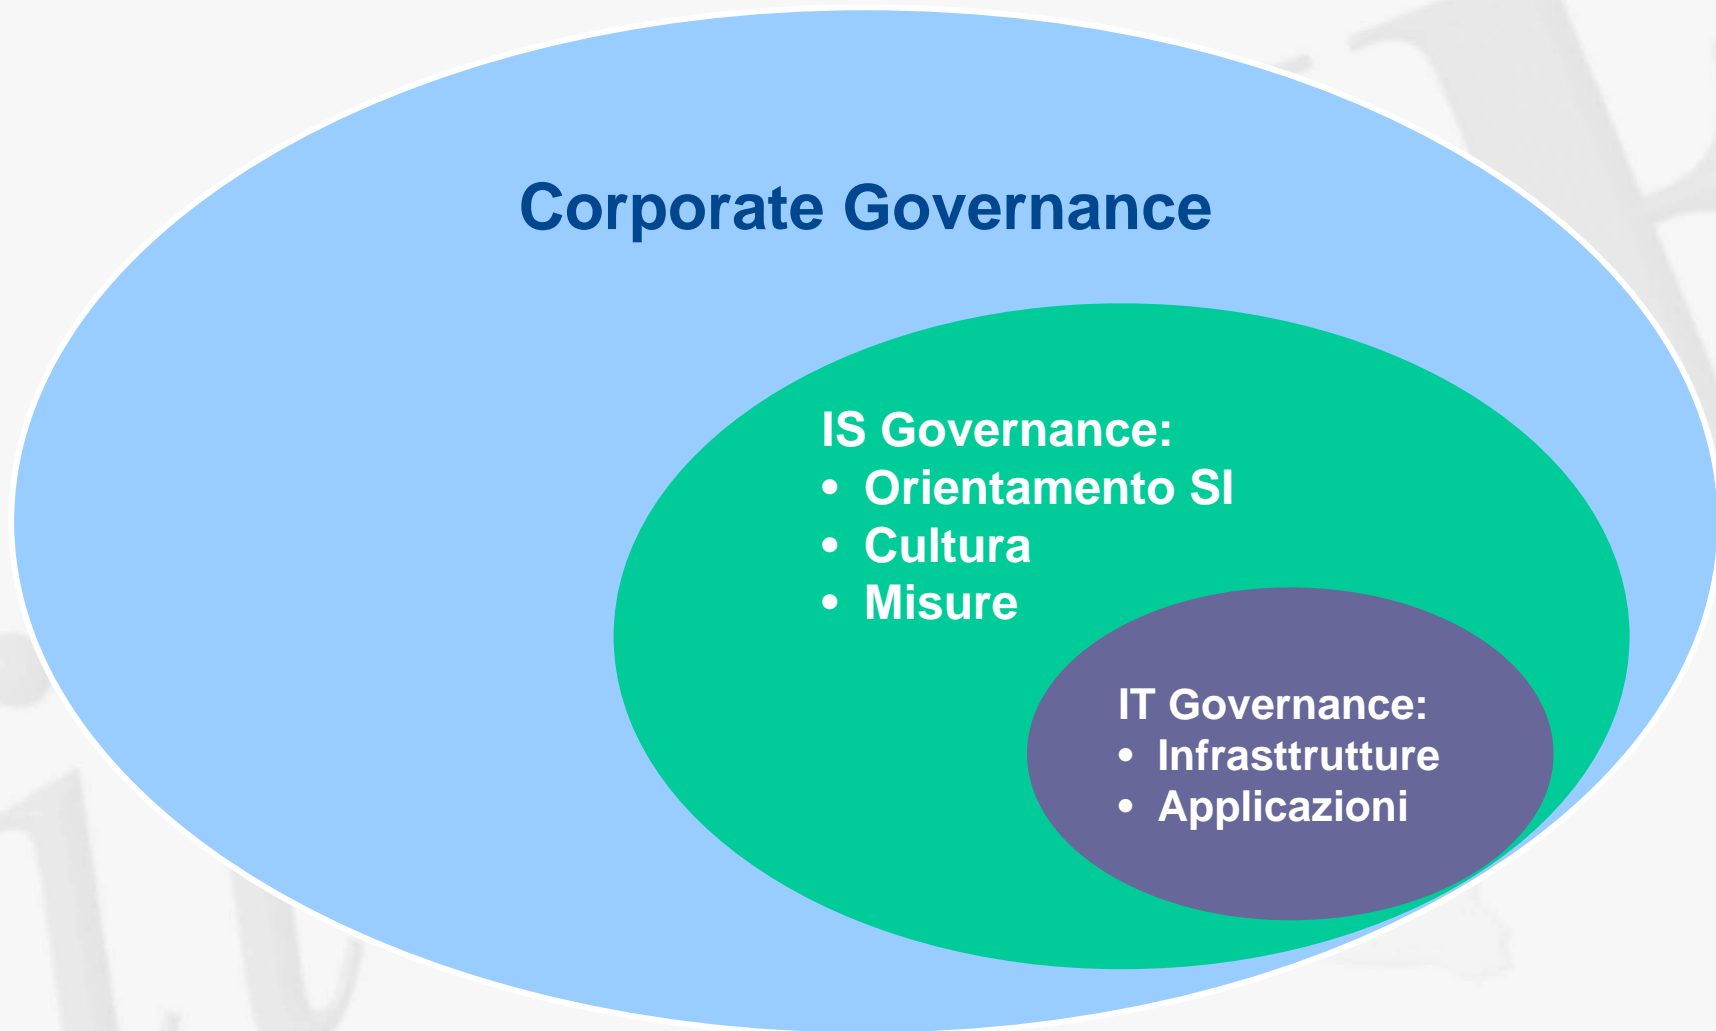 Corporate Governance
IS Governance:
• Orientamento SI
• Cultura
• Misure
IT Governance:
• Infrasttrutture
• Applicazioni